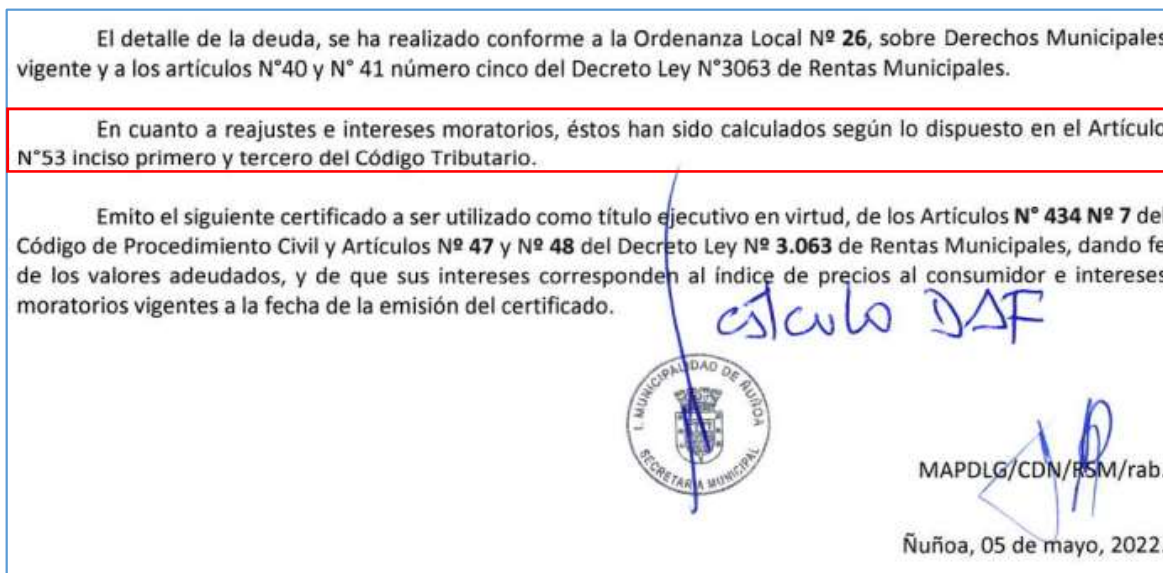 El detalle de la deuda, se ha realizado conforme a la Ordenanza Local Nº 26, sobre Derechos Municipales
vigente y a los artículos N°40 y N° 41 número cinco del Decreto Ley N°3063 de Rentas Municipales.
En cuanto a reajustes e intereses moratorios, éstos han sido calculados según lo dispuesto en el Artículo
N°53 inciso primero y tercero del Código Tributario.
Emito el siguiente certificado a ser utilizado como título ejecutivo en virtud, de los Artículos N° 434 Nº 7 del
Código de Procedimiento Civil y Artículos Nº 47 y Nº 48 del Decreto Ley Nº 3.063 de Rentas Municipales, dando fe
de los valores adeudados, y de que sus intereses corresponden al índice de precios al consumidor e intereses
moratorios vigentes a la fecha de la emisión del certificado.
cálculo DAF
I. MUNICIPALIDAD DE ÑUÑOA
SECRETARIA MUNICIPAL
MAPDLG/CDN/RSM/rab.
Ñuñoa, 05 de mayo, 2022.